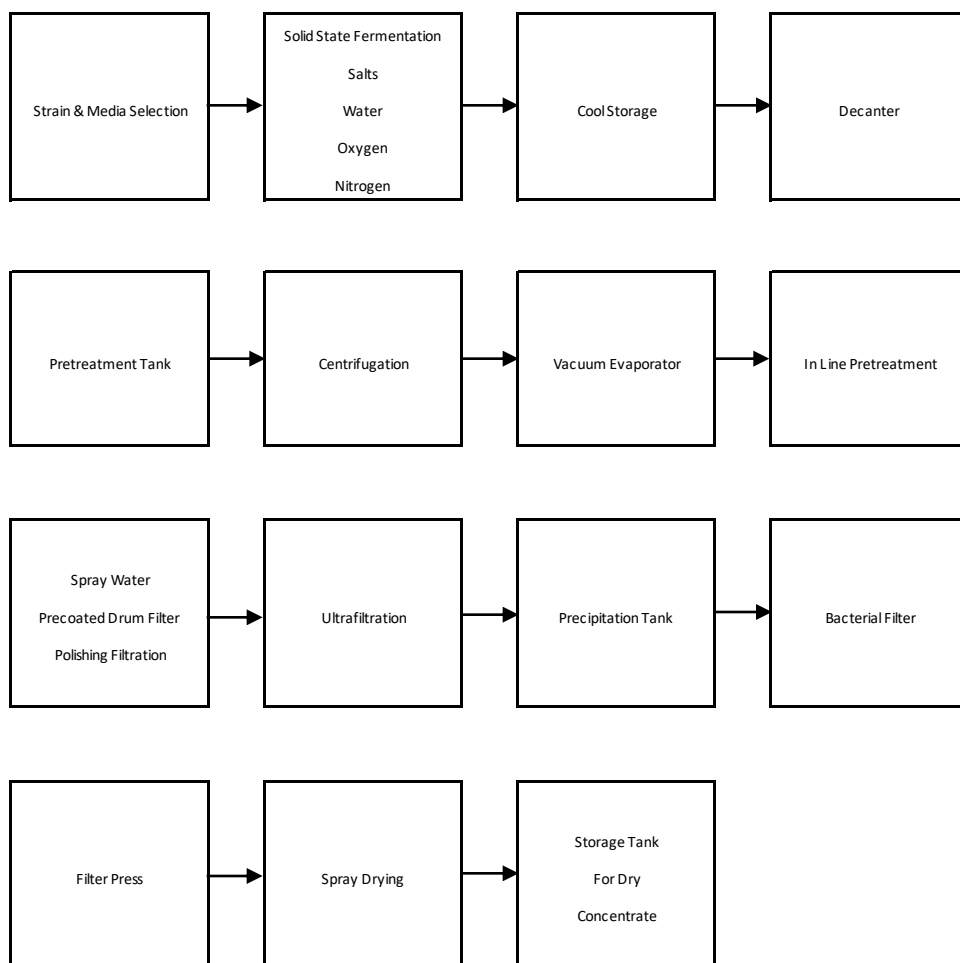 Strain & Media Selection
Solid State Fermentation
Salts
Water
Oxygen
Nitrogen
Cool Storage
Decanter
Pretreatment Tank
Centrifugation
Vacuum Evaporator
In Line Pretreatment
Spray Water
Precoated Drum Filter
Polishing Filtration
Ultrafiltration
Precipitation Tank
Bacterial Filter
Filter Press
Spray Drying
Storage Tank
For Dry
Concentrate